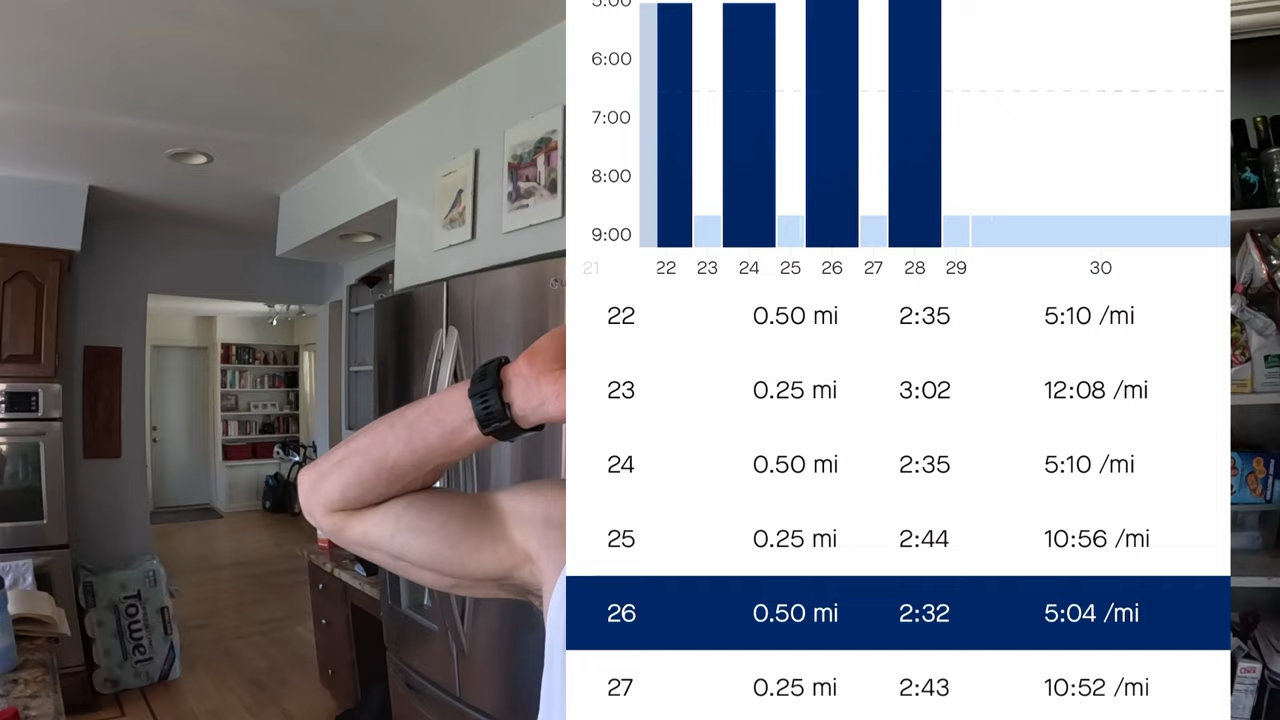 5:00
6:00
7:00
8:00
9:00
21 22 23 24 25 26 27 28 29 30
22 0.50 mi 2:35 5:10 /mi
23 0.25 mi 3:02 12:08 /mi
24 0.50 mi 2:35 5:10 /mi
25 0.25 mi 2:44 10:56 /mi
26 0.50 mi 2:32 5:04 /mi
27 0.25 mi 2:43 10:52 /mi
Towel